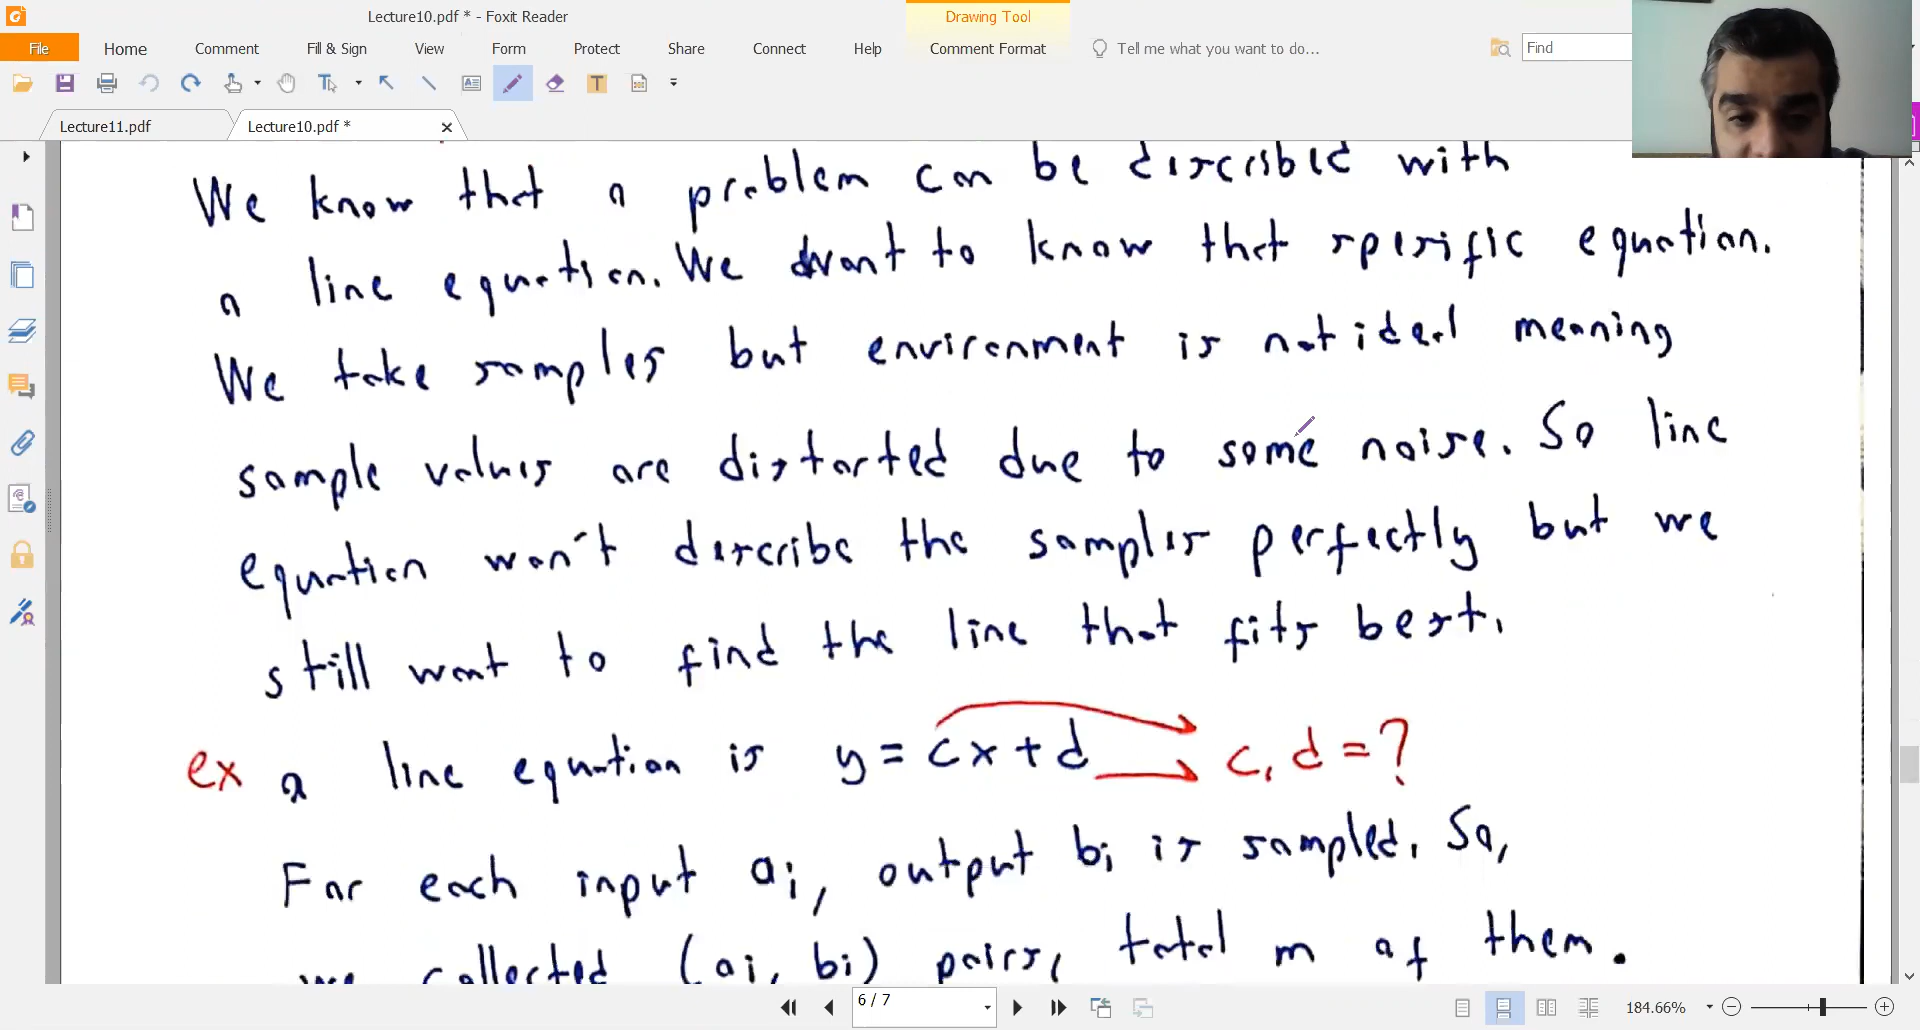 Lecture10.pdf * - Foxit Reader
Drawing Tool
File Home Comment Fill & Sign View Form Protect Share Connect Help Comment Format Tell me what you want to do... Find
Lecture11.pdf Lecture10.pdf *
We know that a problem can be described with
a line equation. We want to know that specific equation.
We take samples but environment is not ideal meaning
sample values are distorted due to some noise. So line
equation won't describe the samples perfectly but we
still want to find the line that fits best.
ex a line equation is y = cx + d c, d = ?
For each input ai, output bi is sampled. So,
we collected (ai, bi) pairs, total m of them.
6 / 7 184.66%